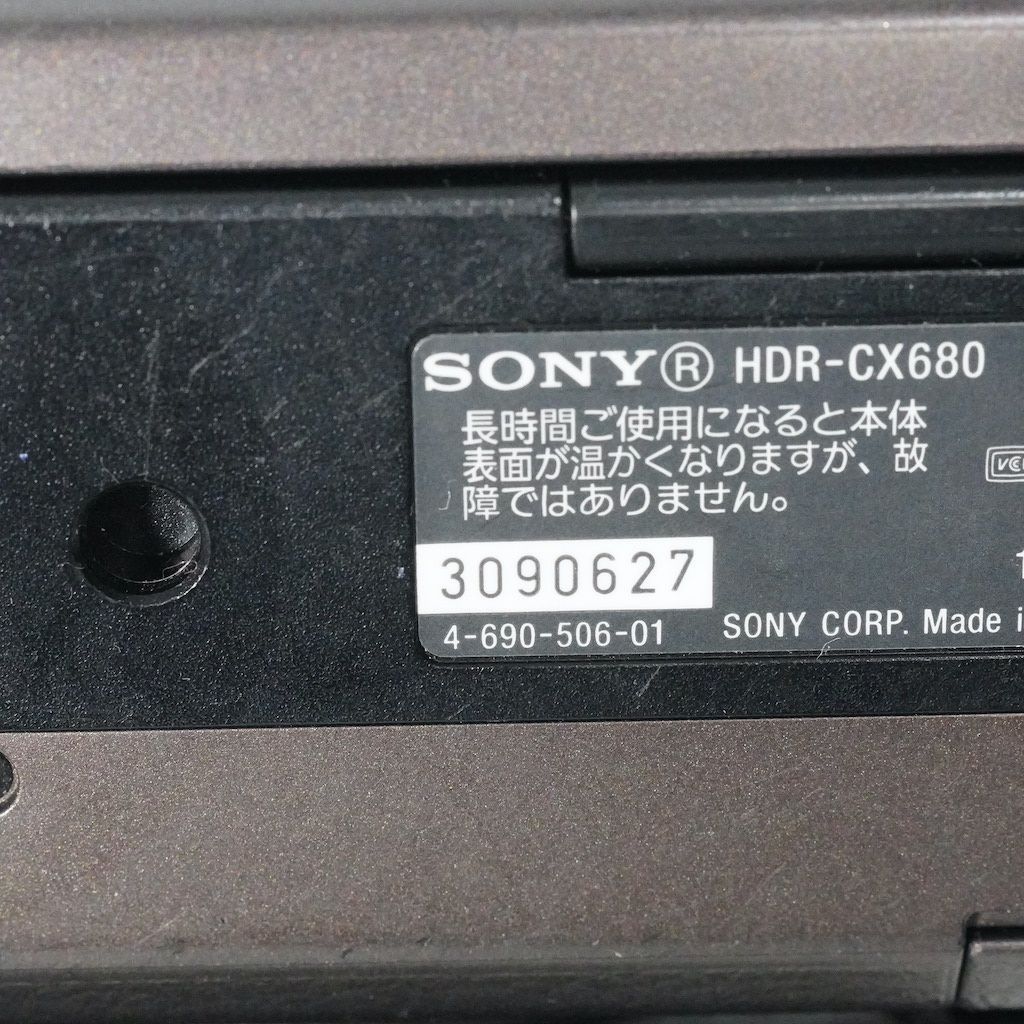 SONY® HDR-CX680
長時間ご使用になると本体
表面が温かくなりますが、故
障ではありません。
3090627
4-690-506-01
SONY CORP. Made